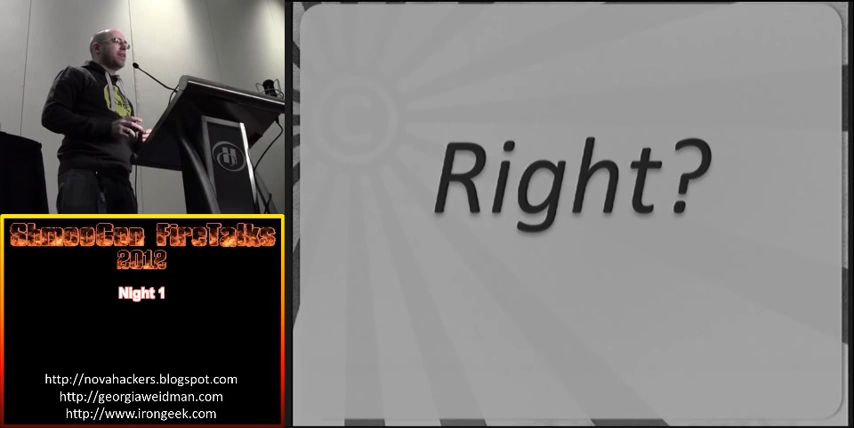 Right?
ShmooCon FireTalks
2012
Night 1
http://novahackers.blogspot.com
http://georgiaweidman.com
http://www.irongeek.com